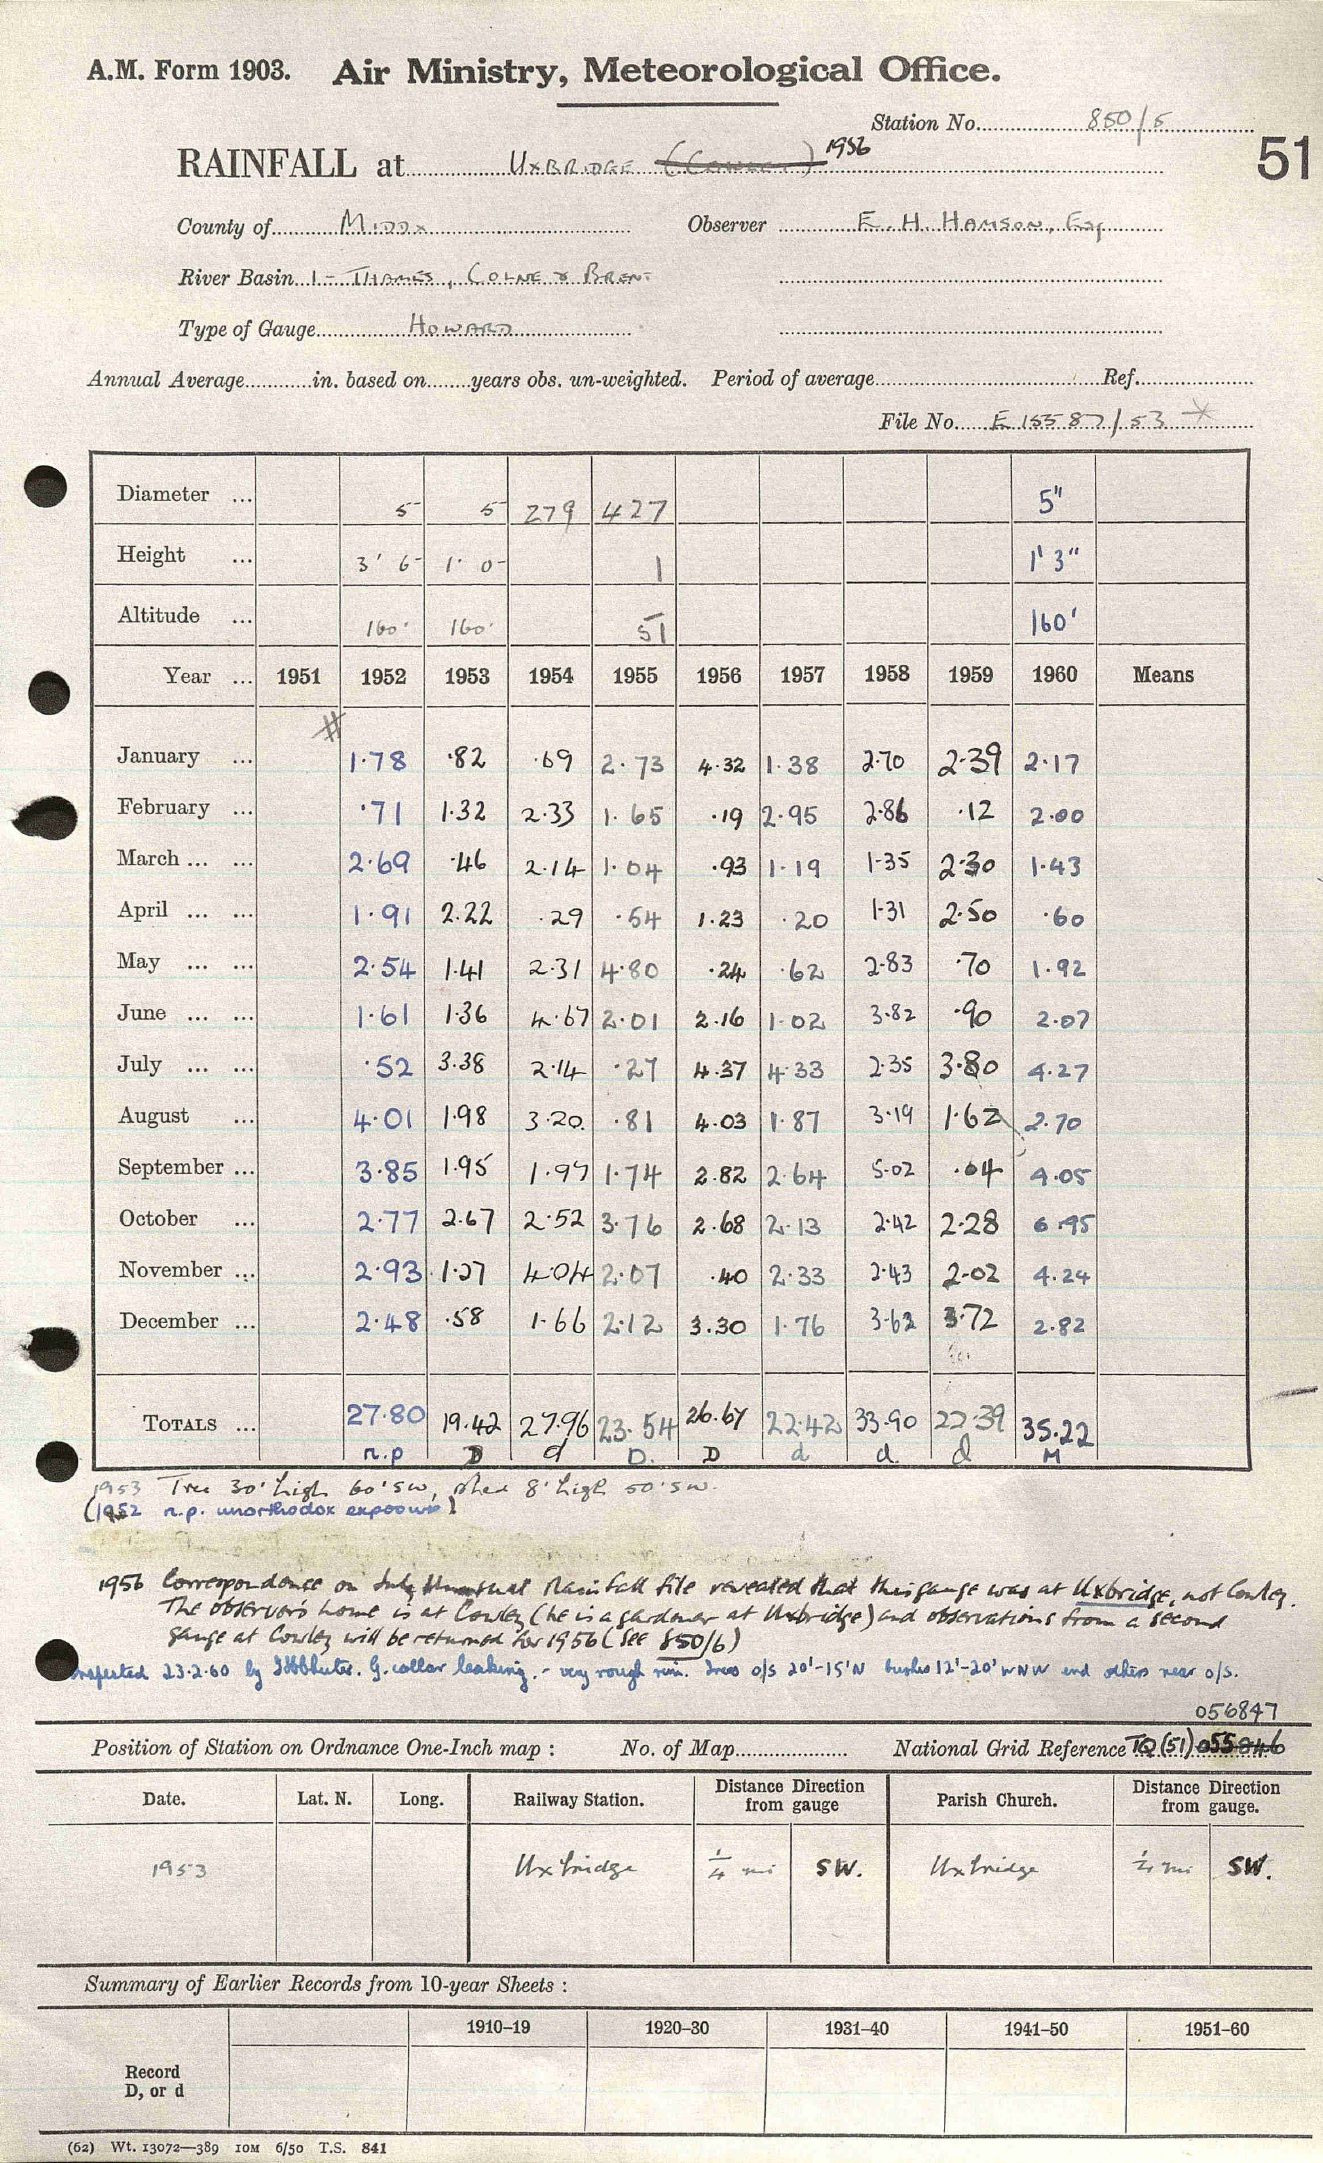 A.M. Form 1903. Air Ministry, Meteorological Office.
Station No. 850/5
RAINFALL at UXBRIDGE (COWLEY) 1956
51
County of MIDDX Observer E. H. HAMSON, Esq
River Basin 1 - THAMES, COLNE & BRENT
Type of Gauge HOWARD
Annual Average in. based on years obs. un-weighted. Period of average Ref.
File No. E 15587/53 *
Diameter ... 5 5 279 427 5"
Height ... 3' 6" 1' 0" 1 1' 3"
Altitude ... 160' 160' 51 160'
Year ... 1951 1952 1953 1954 1955 1956 1957 1958 1959 1960 Means
#
January ... 1.78 .82 .69 2.73 4.32 1.38 2.70 2.39 2.17
February ... .71 1.32 2.33 1.65 .19 2.95 2.86 .12 2.00
March ... ... 2.69 .46 2.14 1.04 .93 1.19 1.35 2.30 1.43
April ... ... 1.91 2.22 .29 .54 1.23 .20 1.31 2.50 .60
May ... ... 2.54 1.41 2.31 4.80 .24 .62 2.83 .70 1.92
June ... ... 1.61 1.36 4.67 2.01 2.16 1.02 3.82 .90 2.07
July ... ... .52 3.38 2.14 .27 4.37 4.33 2.35 3.80 4.27
August ... 4.01 1.98 3.20 .81 4.03 1.87 3.19 1.62 2.70
September ... 3.85 1.95 1.97 1.74 2.82 2.64 5.02 .04 4.05
October ... 2.77 2.67 2.52 3.76 2.68 2.13 2.42 2.28 6.95
November ... 2.93 1.27 4.04 2.07 .40 2.33 2.43 2.02 4.24
December ... 2.48 .58 1.66 2.12 3.30 1.76 3.62 3.72 2.82
TOTALS ... 27.80 19.42 27.96 23.54 26.67 22.42 33.90 22.39 35.22
n.p D d D. D d d. d M
1953 Tree 30' high 60' SW, shed 8' high 50' SW.
(1952 n.p. unorthodox exposure)
1956 Correspondence on July Unusual Rainfall file revealed that this gauge was at Uxbridge, not Cowley.
The observer's home is at Cowley (he is a gardener at Uxbridge) and observations from a second
gauge at Cowley will be returned for 1956 (see 850/6)
Inspected 23.2.60 by G. collar leaking. - very rough rim. Trees o/s 20'-15'N bushes 12'-20' WNW and others near o/s.
056847
Position of Station on Ordnance One-Inch map : No. of Map National Grid Reference TQ (51) 055846
Date. Lat. N. Long. Railway Station. Distance from gauge Direction Parish Church. Distance from gauge. Direction
1953 Uxbridge ¼ mi SW. Uxbridge ¼ mi SW.
Summary of Earlier Records from 10-year Sheets :
1910–19 1920–30 1931–40 1941–50 1951–60
Record
D, or d
(62) Wt. 13072—389 10M 6/50 T.S. 841